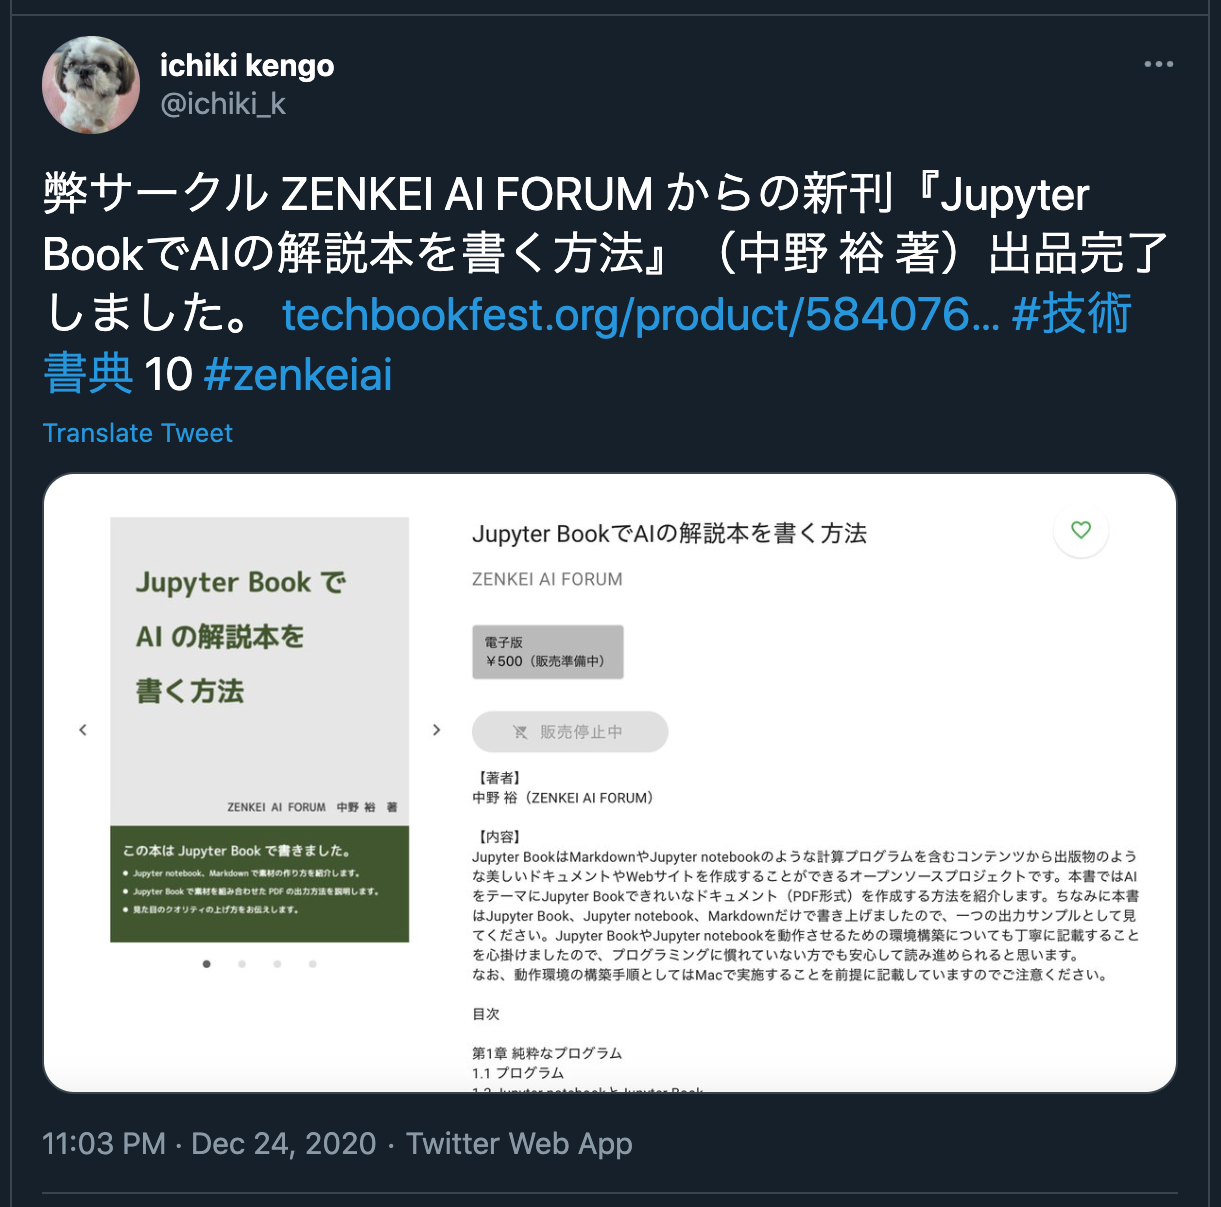 ichiki kengo
@ichiki_k
弊サークル ZENKEI AI FORUM からの新刊『Jupyter
BookでAIの解説本を書く方法』（中野 裕 著）出品完了
しました。 techbookfest.org/product/584076... #技術
書典 10 #zenkeiai
Translate Tweet
Jupyter Book で
AI の解説本を
書く方法
ZENKEI AI FORUM 中野 裕 著
この本は Jupyter Book で書きました。
● Jupyter notebook、Markdown で素材の作り方を紹介します。
● Jupyter Book で素材を組み合わせた PDF の出力方法を説明します。
● 見た目のクオリティの上げ方をお伝えします。
Jupyter BookでAIの解説本を書く方法
ZENKEI AI FORUM
電子版
￥500（販売準備中）
販売停止中
【著者】
中野 裕（ZENKEI AI FORUM）
【内容】
Jupyter BookはMarkdownやJupyter notebookのような計算プログラムを含むコンテンツから出版物のよう
な美しいドキュメントやWebサイトを作成することができるオープンソースプロジェクトです。本書ではAI
をテーマにJupyter Bookできれいなドキュメント（PDF形式）を作成する方法を紹介します。ちなみに本書
はJupyter Book、Jupyter notebook、Markdownだけで書き上げましたので、一つの出力サンプルとして見
てください。Jupyter BookやJupyter notebookを動作させるための環境構築についても丁寧に記載すること
を心掛けましたので、プログラミングに慣れていない方でも安心して読み進められると思います。
なお、動作環境の構築手順としてはMacで実施することを前提に記載していますのでご注意ください。
目次
第1章 純粋なプログラム
1.1 プログラム
1.2 Jupyter notebookとJupyter Book
11:03 PM · Dec 24, 2020 · Twitter Web App